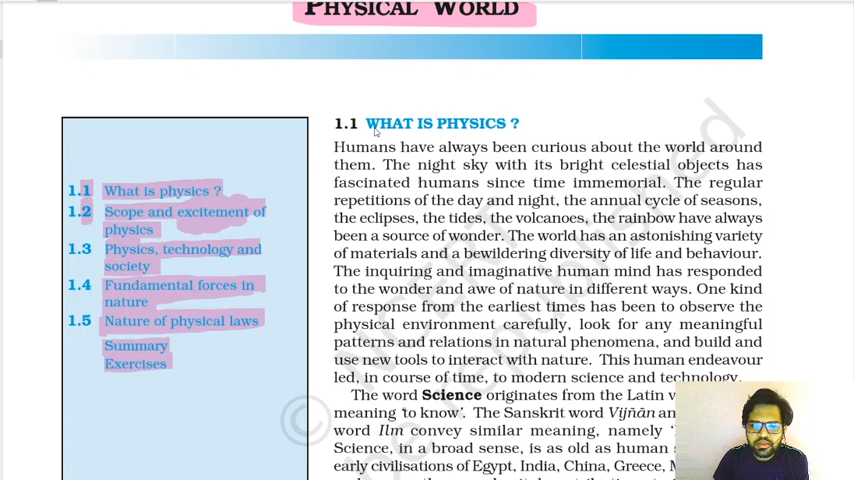 PHYSICAL WORLD
1.1 What is physics ?
1.2 Scope and excitement of
physics
1.3 Physics, technology and
society
1.4 Fundamental forces in
nature
1.5 Nature of physical laws
Summary
Exercises
1.1 WHAT IS PHYSICS ?
Humans have always been curious about the world around
them. The night sky with its bright celestial objects has
fascinated humans since time immemorial. The regular
repetitions of the day and night, the annual cycle of seasons,
the eclipses, the tides, the volcanoes, the rainbow have always
been a source of wonder. The world has an astonishing variety
of materials and a bewildering diversity of life and behaviour.
The inquiring and imaginative human mind has responded
to the wonder and awe of nature in different ways. One kind
of response from the earliest times has been to observe the
physical environment carefully, look for any meaningful
patterns and relations in natural phenomena, and build and
use new tools to interact with nature. This human endeavour
led, in course of time, to modern science and technology.
The word Science originates from the Latin
meaning ‘to know’. The Sanskrit word Vijñān an
word Ilm convey similar meaning, namely ‘
Science, in a broad sense, is as old as human
early civilisations of Egypt, India, China, Greece,
© NCERT
be republished